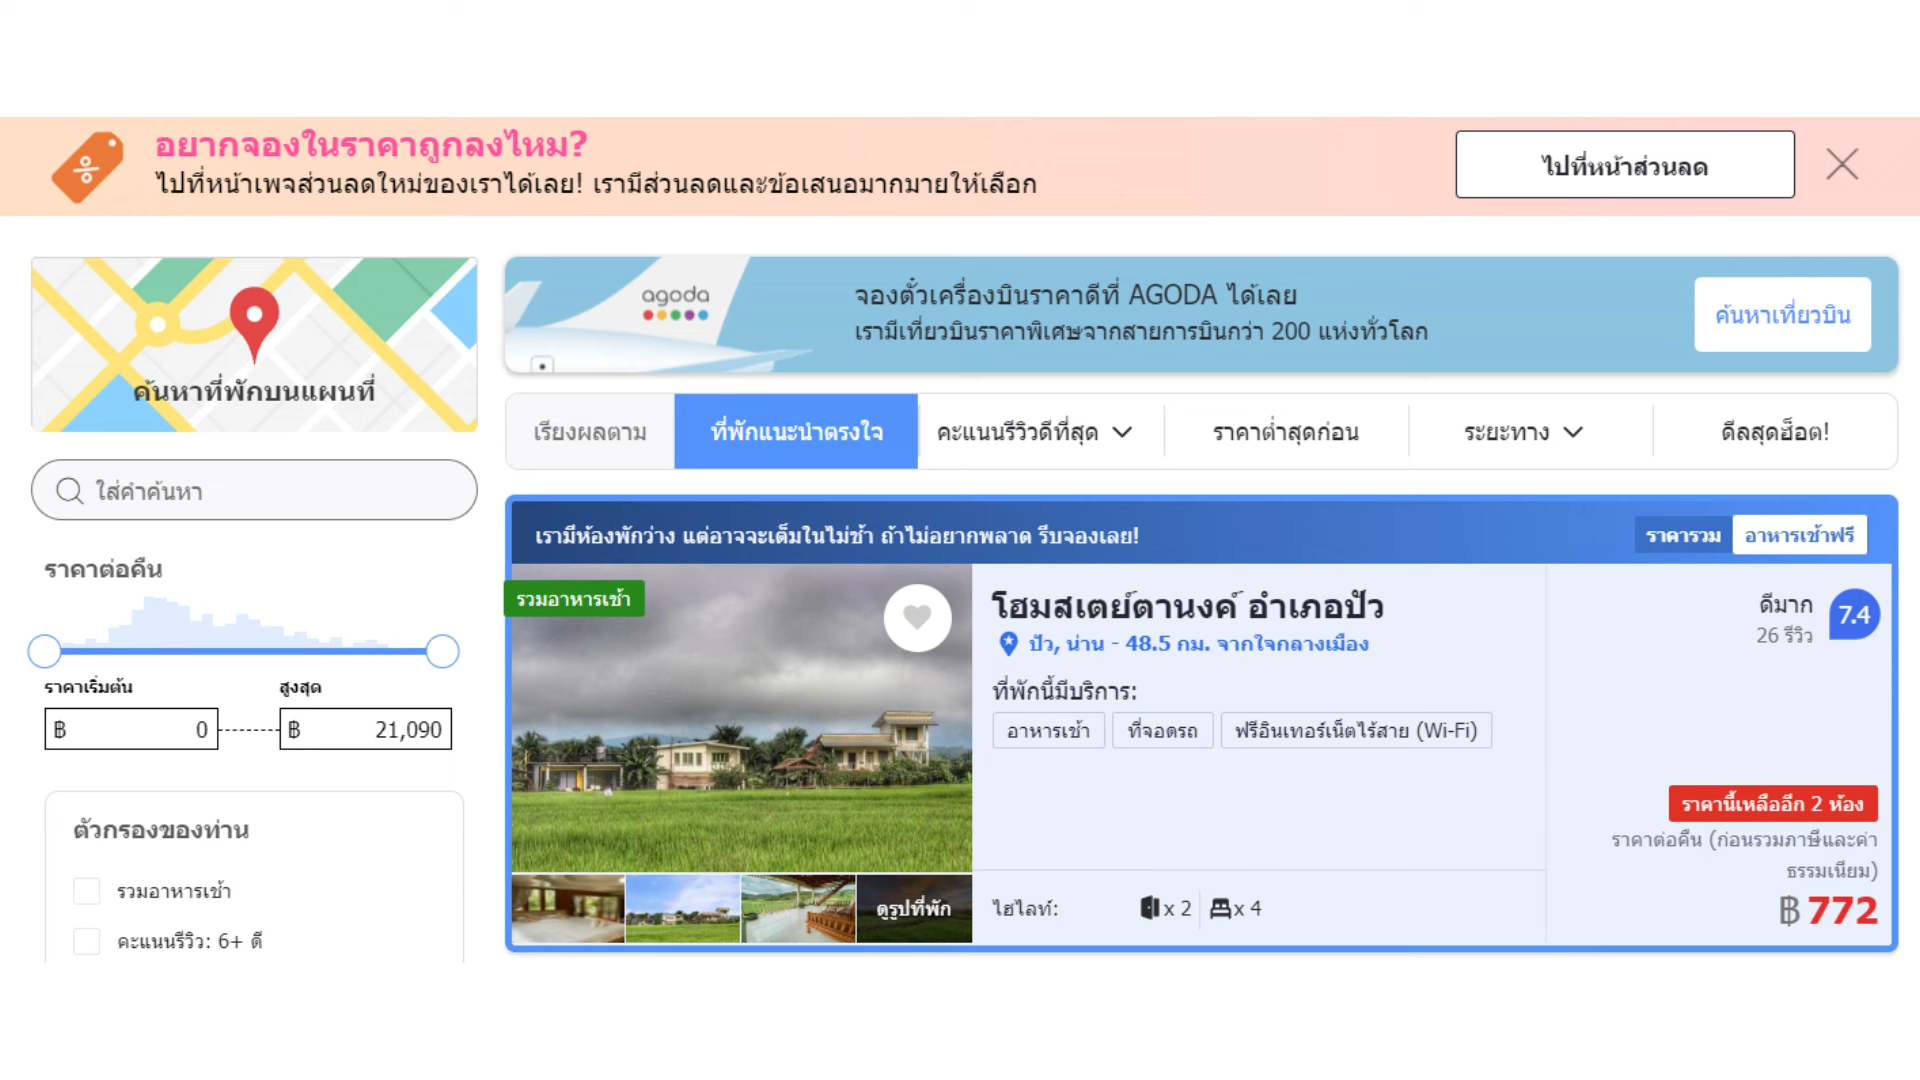 อยากจองในราคาถูกลงไหม?
ไปที่หน้าเพจส่วนลดใหม่ของเราได้เลย! เรามีส่วนลดและข้อเสนอมากมายให้เลือก
ไปที่หน้าส่วนลด
ค้นหาที่พักบนแผนที่
agoda
จองตั๋วเครื่องบินราคาดีที่ AGODA ได้เลย
เรามีเที่ยวบินราคาพิเศษจากสายการบินกว่า 200 แห่งทั่วโลก
ค้นหาเที่ยวบิน
เรียงผลตาม
ที่พักแนะนำตรงใจ
คะแนนรีวิวดีที่สุด
ราคาต่ำสุดก่อน
ระยะทาง
ดีลสุดฮ็อต!
ใส่คำค้นหา
ราคาต่อคืน
ราคาเริ่มต้น
สูงสุด
฿ 0
฿ 21,090
ตัวกรองของท่าน
รวมอาหารเช้า
คะแนนรีวิว: 6+ ดี
เรามีห้องพักว่าง แต่อาจจะเต็มในไม่ช้า ถ้าไม่อยากพลาด รีบจองเลย!
ราคารวม
อาหารเช้าฟรี
รวมอาหารเช้า
ดูรูปที่พัก
โฮมสเตย์ตานงค์ อำเภอปัว
ปัว, น่าน - 48.5 กม. จากใจกลางเมือง
ที่พักนี้มีบริการ:
อาหารเช้า
ที่จอดรถ
ฟรีอินเทอร์เน็ตไร้สาย (Wi-Fi)
ไฮไลท์:
x 2
x 4
ดีมาก
26 รีวิว
7.4
ราคานี้เหลืออีก 2 ห้อง
ราคาต่อคืน (ก่อนรวมภาษีและค่า
ธรรมเนียม)
฿ 772